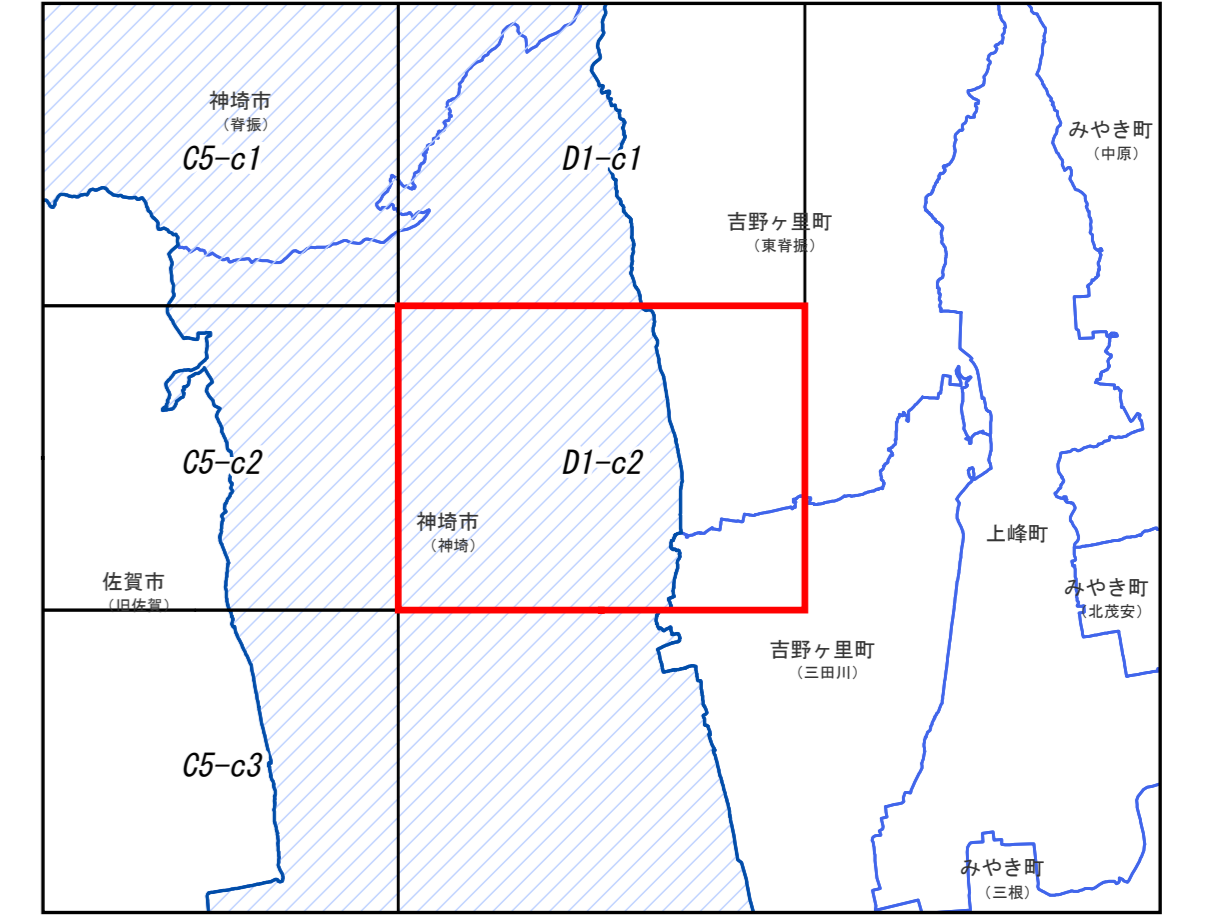 神埼市
（脊振）
C5-c1
D1-c1
みやき町
（中原）
吉野ヶ里町
（東脊振）
C5-c2
D1-c2
神埼市
（神埼）
上峰町
佐賀市
（旧佐賀）
みやき町
（北茂安）
吉野ヶ里町
（三田川）
C5-c3
みやき町
（三根）